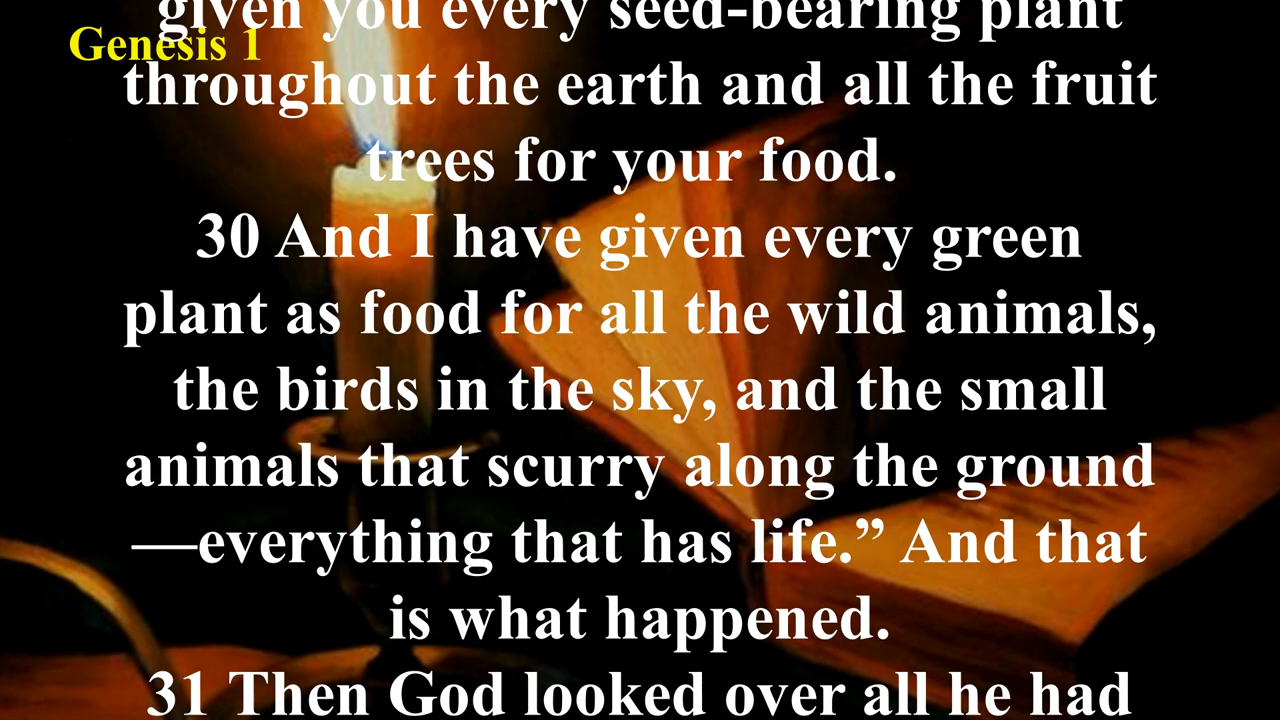 given you every seed-bearing plant
Genesis 1
throughout the earth and all the fruit
trees for your food.
30 And I have given every green
plant as food for all the wild animals,
the birds in the sky, and the small
animals that scurry along the ground
—everything that has life.” And that
is what happened.
31 Then God looked over all he had